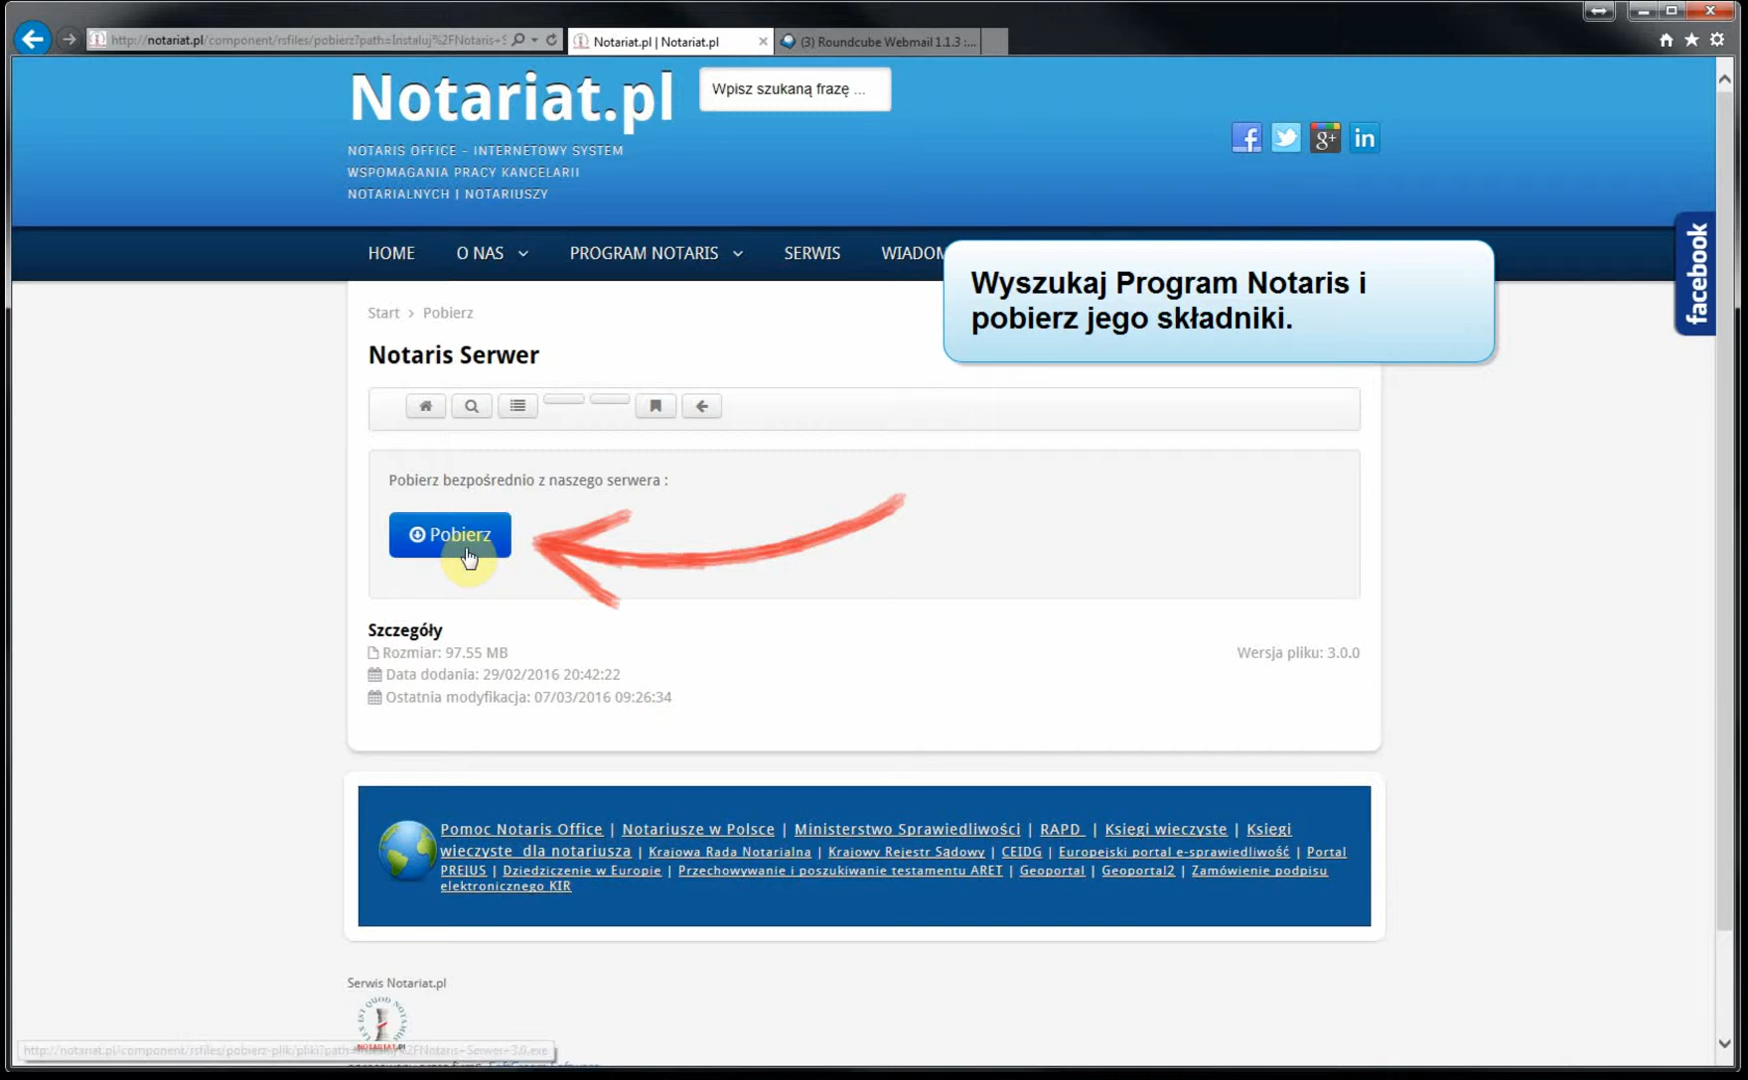 http://notariat.pl/component/rsfiles/pobierz?path=Instaluj%2FNotaris+S
Notariat.pl | Notariat.pl
(3) Roundcube Webmail 1.1.3 :...
Notariat.pl
Wpisz szukaną frazę ...
NOTARIS OFFICE - INTERNETOWY SYSTEM
WSPOMAGANIA PRACY KANCELARII
NOTARIALNYCH | NOTARIUSZY
facebook
HOME O NAS PROGRAM NOTARIS SERWIS WIADOM
Wyszukaj Program Notaris i
pobierz jego składniki.
Start > Pobierz
Notaris Serwer
Pobierz bezpośrednio z naszego serwera :
Pobierz
Szczegóły
Rozmiar: 97.55 MB
Wersja pliku: 3.0.0
Data dodania: 29/02/2016 20:42:22
Ostatnia modyfikacja: 07/03/2016 09:26:34
Pomoc Notaris Office | Notariusze w Polsce | Ministerstwo Sprawiedliwości | RAPD | Księgi wieczyste | Księgi
wieczyste dla notariusza | Krajowa Rada Notarialna | Krajowy Rejestr Sądowy | CEIDG | Europejski portal e-sprawiedliwość | Portal
PREJUS | Dziedziczenie w Europie | Przechowywanie i poszukiwanie testamentu ARET | Geoportal | Geoportal2 | Zamówienie podpisu
elektronicznego KIR
Serwis Notariat.pl
LEX EST QUOD NOTAMUS
NOTARIAT.PL